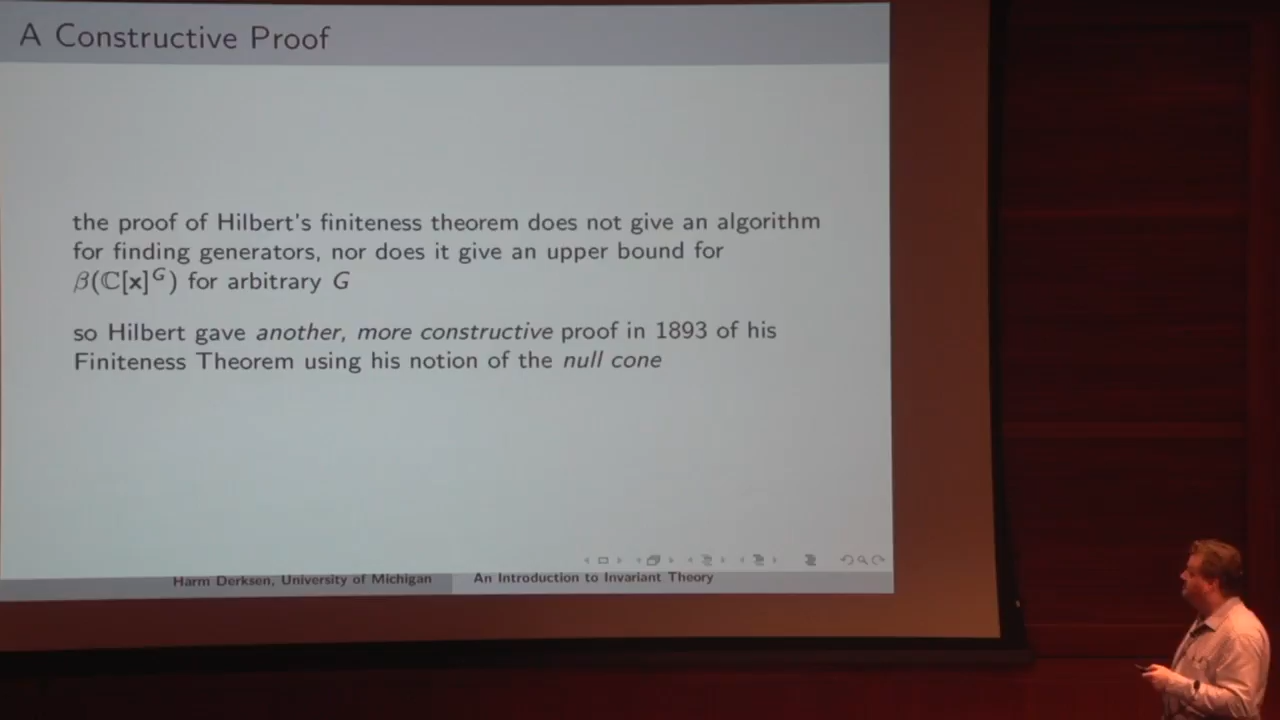 A Constructive Proof
the proof of Hilbert's finiteness theorem does not give an algorithm
for finding generators, nor does it give an upper bound for
β(ℂ[𝐱]ᴳ) for arbitrary G
so Hilbert gave another, more constructive proof in 1893 of his
Finiteness Theorem using his notion of the null cone
Harm Derksen, University of Michigan An Introduction to Invariant Theory